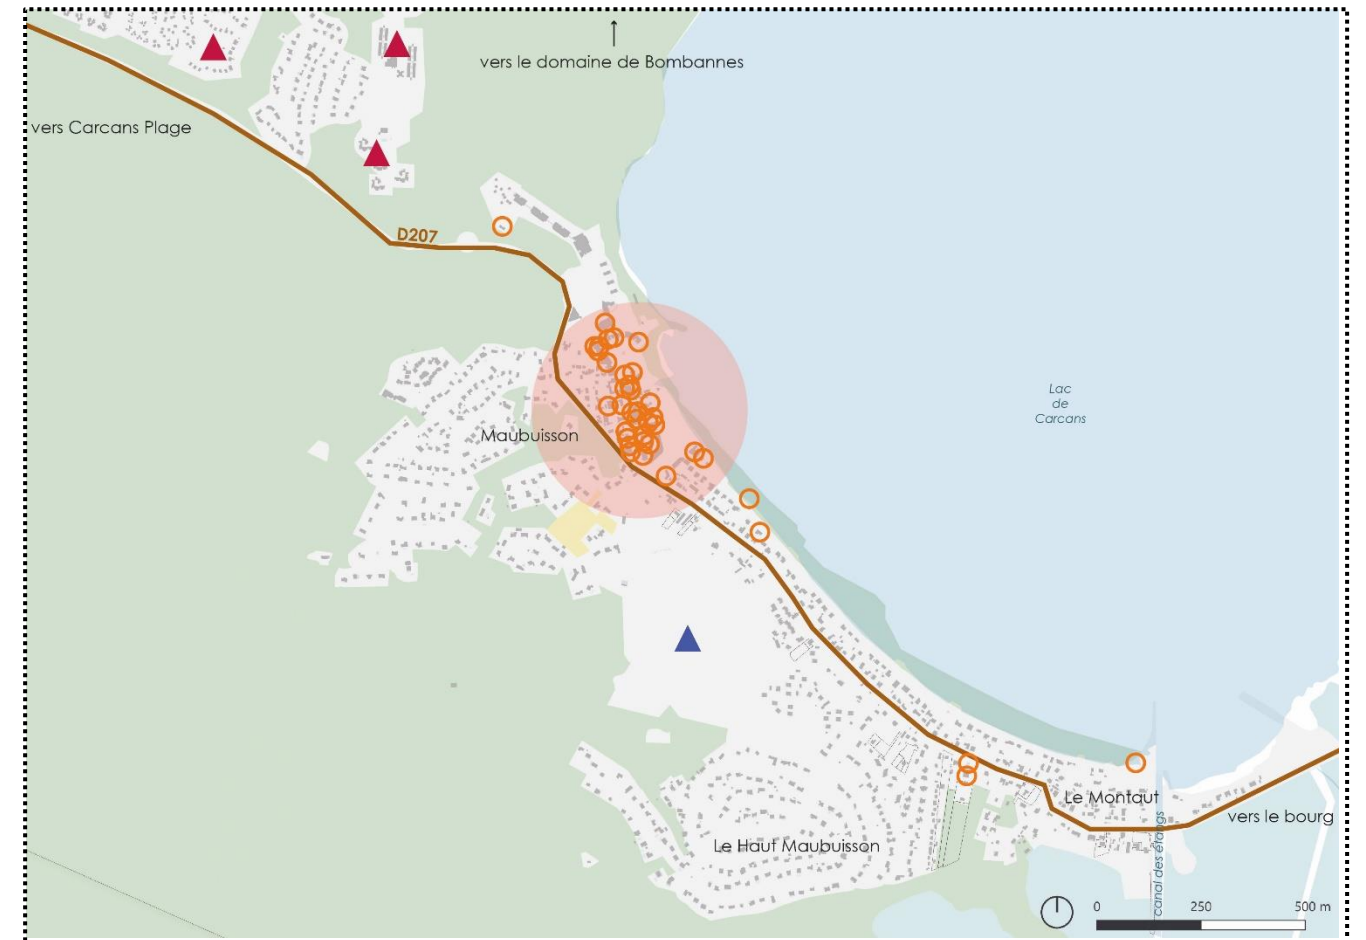 vers le domaine de Bombannes
vers Carcans Plage
D207
Lac
de
Carcans
Maubuisson
Le Montaut
vers le bourg
Le Haut Maubuisson
canal des étangs
0 250 500 m